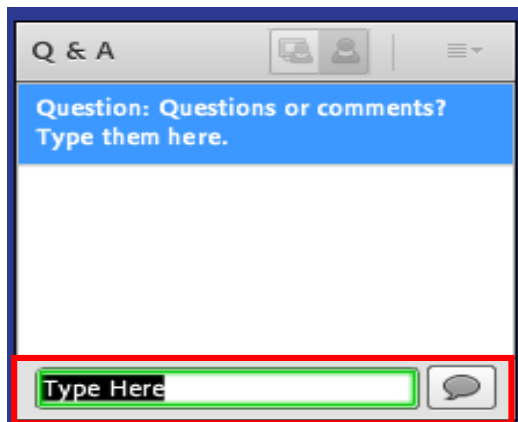 Q & A
Question: Questions or comments?
Type them here.
Type Here